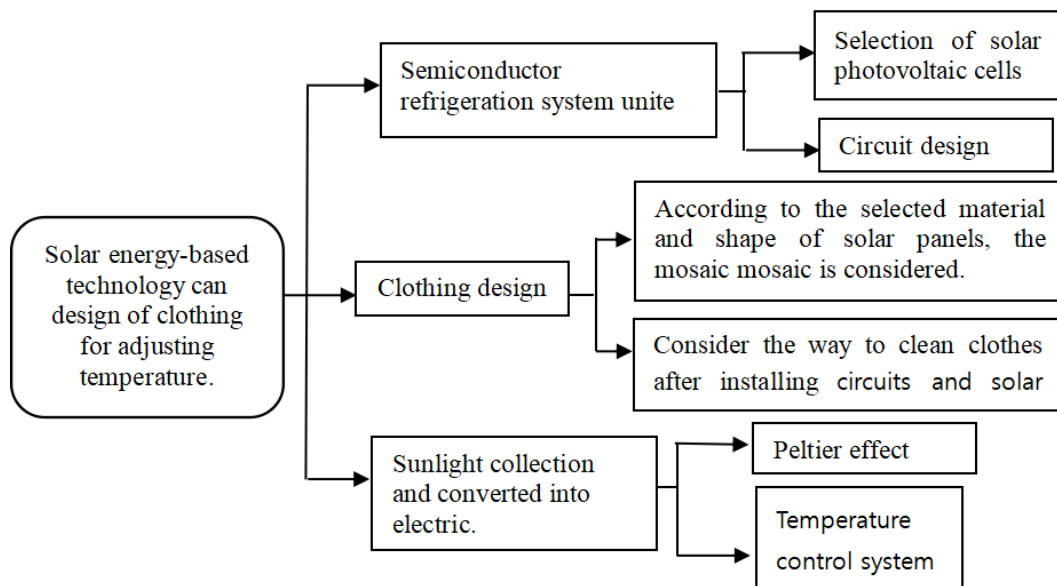 Solar energy-based
technology can
design of clothing
for adjusting
temperature.
Semiconductor
refrigeration system unite
Selection of solar
photovoltaic cells
Circuit design
Clothing design
According to the selected material
and shape of solar panels, the
mosaic mosaic is considered.
Consider the way to clean clothes
after installing circuits and solar
Sunlight collection
and converted into
electric.
Peltier effect
Temperature
control system